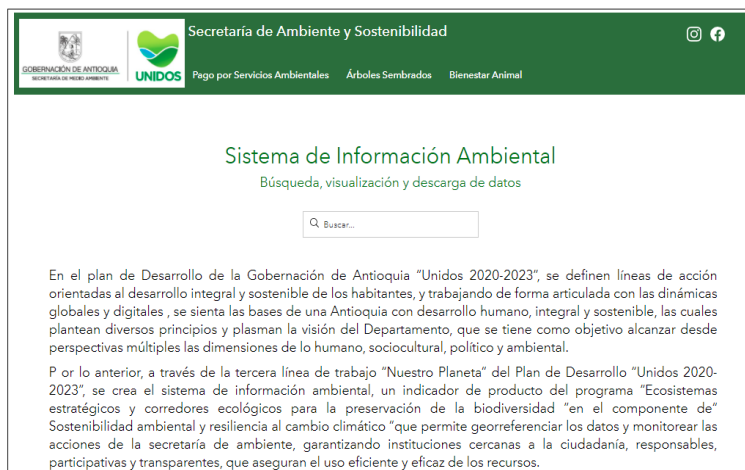 Secretaría de Ambiente y Sostenibilidad
GOBERNACIÓN DE ANTIOQUIA
SECRETARÍA DE MEDIO AMBIENTE
UNIDOS
Pago por Servicios Ambientales Árboles Sembrados Bienestar Animal
Sistema de Información Ambiental
Búsqueda, visualización y descarga de datos
Buscar...
En el plan de Desarrollo de la Gobernación de Antioquia “Unidos 2020-2023”, se definen líneas de acción
orientadas al desarrollo integral y sostenible de los habitantes, y trabajando de forma articulada con las dinámicas
globales y digitales , se sienta las bases de una Antioquia con desarrollo humano, integral y sostenible, las cuales
plantean diversos principios y plasman la visión del Departamento, que se tiene como objetivo alcanzar desde
perspectivas múltiples las dimensiones de lo humano, sociocultural, político y ambiental.
P or lo anterior, a través de la tercera línea de trabajo “Nuestro Planeta” del Plan de Desarrollo “Unidos 2020-
2023”, se crea el sistema de información ambiental, un indicador de producto del programa “Ecosistemas
estratégicos y corredores ecológicos para la preservación de la biodiversidad “en el componente de“
Sostenibilidad ambiental y resiliencia al cambio climático “que permite georreferenciar los datos y monitorear las
acciones de la secretaría de ambiente, garantizando instituciones cercanas a la ciudadanía, responsables,
participativas y transparentes, que aseguran el uso eficiente y eficaz de los recursos.